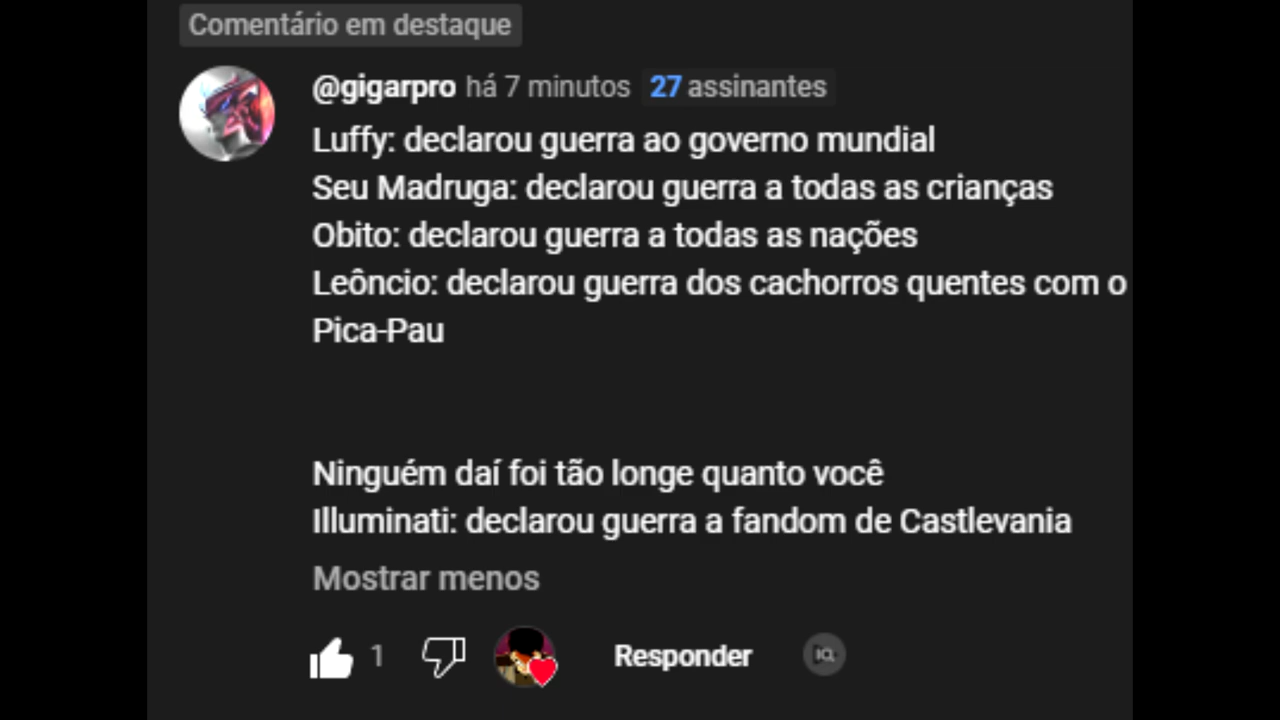 Comentário em destaque
@gigarpro há 7 minutos 27 assinantes
Luffy: declarou guerra ao governo mundial
Seu Madruga: declarou guerra a todas as crianças
Obito: declarou guerra a todas as nações
Leôncio: declarou guerra dos cachorros quentes com o
Pica-Pau
Ninguém daí foi tão longe quanto você
Illuminati: declarou guerra a fandom de Castlevania
Mostrar menos
1 Responder